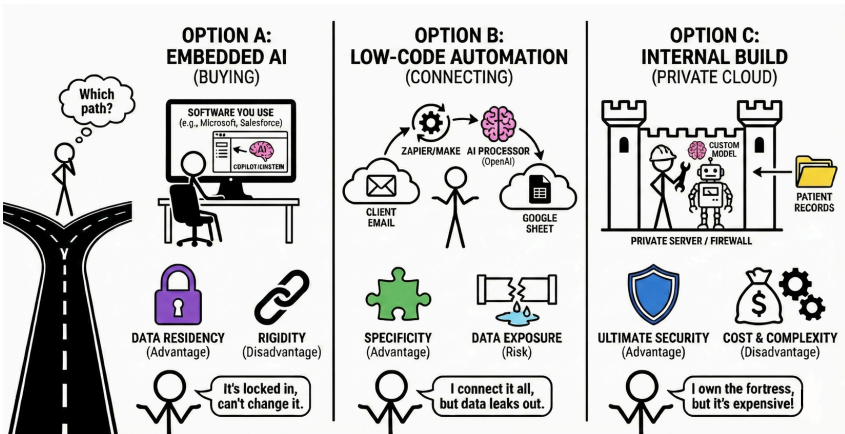 Which
path?
OPTION A:
EMBEDDED AI
(BUYING)
SOFTWARE YOU USE
(e.g., Microsoft, Salesforce)
AI
COPILOT/EINSTEIN
DATA RESIDENCY
(Advantage)
RIGIDITY
(Disadvantage)
It's locked in,
can't change it.
OPTION B:
LOW-CODE AUTOMATION
(CONNECTING)
ZAPIER/MAKE
AI PROCESSOR
(OpenAI)
CLIENT
EMAIL
GOOGLE
SHEET
SPECIFICITY
(Advantage)
DATA EXPOSURE
(Risk)
I connect it all,
but data leaks out.
OPTION C:
INTERNAL BUILD
(PRIVATE CLOUD)
CUSTOM
MODEL
PATIENT
RECORDS
PRIVATE SERVER / FIREWALL
$
ULTIMATE SECURITY
(Advantage)
COST & COMPLEXITY
(Disadvantage)
I own the fortress,
but it's expensive!